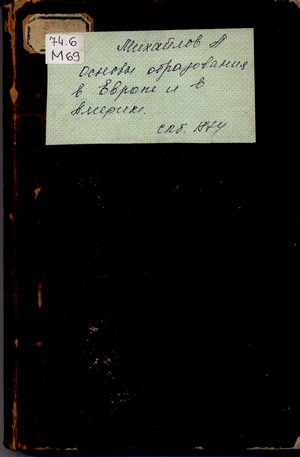 74.6
М69
Михайлов А
Основы образования
в Европе и в
Америке.
спб. 1874